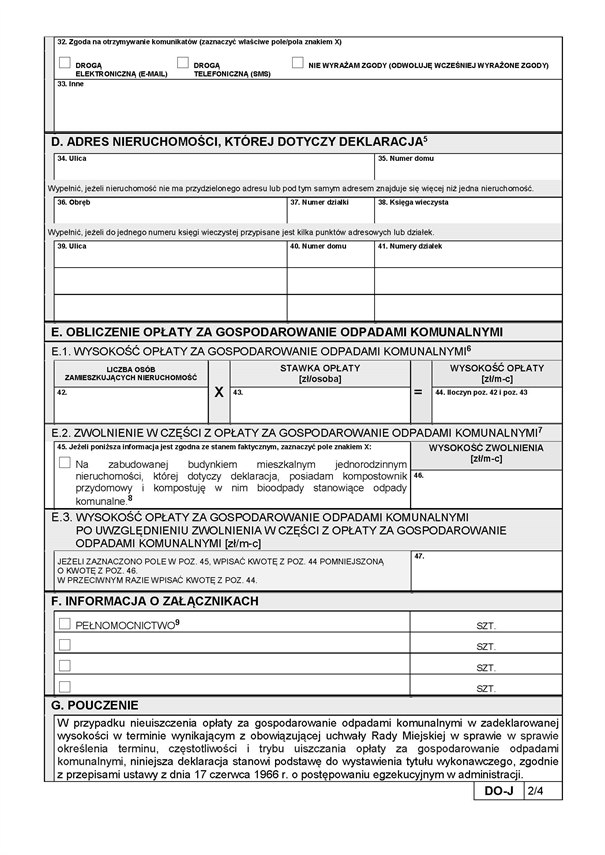 32. Zgoda na otrzymywanie komunikatów (zaznaczyć właściwe pole/pola znakiem X)
DROGĄ
ELEKTRONICZNĄ (E-MAIL)
DROGĄ
TELEFONICZNĄ (SMS)
NIE WYRAŻAM ZGODY (ODWOŁUJĘ WCZEŚNIEJ WYRAŻONE ZGODY)
33. Inne
D. ADRES NIERUCHOMOŚCI, KTÓREJ DOTYCZY DEKLARACJA5
34. Ulica
35. Numer domu
Wypełnić, jeżeli nieruchomość nie ma przydzielonego adresu lub pod tym samym adresem znajduje się więcej niż jedna nieruchomość.
36. Obręb
37. Numer działki
38. Księga wieczysta
Wypełnić, jeżeli do jednego numeru księgi wieczystej przypisane jest kilka punktów adresowych lub działek.
39. Ulica
40. Numer domu
41. Numery działek
E. OBLICZENIE OPŁATY ZA GOSPODAROWANIE ODPADAMI KOMUNALNYMI
E.1. WYSOKOŚĆ OPŁATY ZA GOSPODAROWANIE ODPADAMI KOMUNALNYMI6
LICZBA OSÓB
ZAMIESZKUJĄCYCH NIERUCHOMOŚĆ
STAWKA OPŁATY
[zł/osoba]
WYSOKOŚĆ OPŁATY
[zł/m-c]
42.
X
43.
=
44. Iloczyn poz. 42 i poz. 43
E.2. ZWOLNIENIE W CZĘŚCI Z OPŁATY ZA GOSPODAROWANIE ODPADAMI KOMUNALNYMI7
45. Jeżeli poniższa informacja jest zgodna ze stanem faktycznym, zaznaczyć pole znakiem X:
WYSOKOŚĆ ZWOLNIENIA
[zł/m-c]
Na zabudowanej budynkiem mieszkalnym jednorodzinnym
nieruchomości, której dotyczy deklaracja, posiadam kompostownik
przydomowy i kompostuję w nim bioodpady stanowiące odpady
komunalne.8
46.
E.3. WYSOKOŚĆ OPŁATY ZA GOSPODAROWANIE ODPADAMI KOMUNALNYMI
PO UWZGLĘDNIENIU ZWOLNIENIA W CZĘŚCI Z OPŁATY ZA GOSPODAROWANIE
ODPADAMI KOMUNALNYMI [zł/m-c]
JEŻELI ZAZNACZONO POLE W POZ. 45, WPISAĆ KWOTĘ Z POZ. 44 POMNIEJSZONĄ
O KWOTĘ Z POZ. 46.
W PRZECIWNYM RAZIE WPISAĆ KWOTĘ Z POZ. 44.
47.
F. INFORMACJA O ZAŁĄCZNIKACH
PEŁNOMOCNICTWO9
SZT.
SZT.
SZT.
SZT.
G. POUCZENIE
W przypadku nieuiszczenia opłaty za gospodarowanie odpadami komunalnymi w zadeklarowanej
wysokości w terminie wynikającym z obowiązującej uchwały Rady Miejskiej w sprawie w sprawie
określenia terminu, częstotliwości i trybu uiszczania opłaty za gospodarowanie odpadami
komunalnymi, niniejsza deklaracja stanowi podstawę do wystawienia tytułu wykonawczego, zgodnie
z przepisami ustawy z dnia 17 czerwca 1966 r. o postępowaniu egzekucyjnym w administracji.
DO-J
2/4